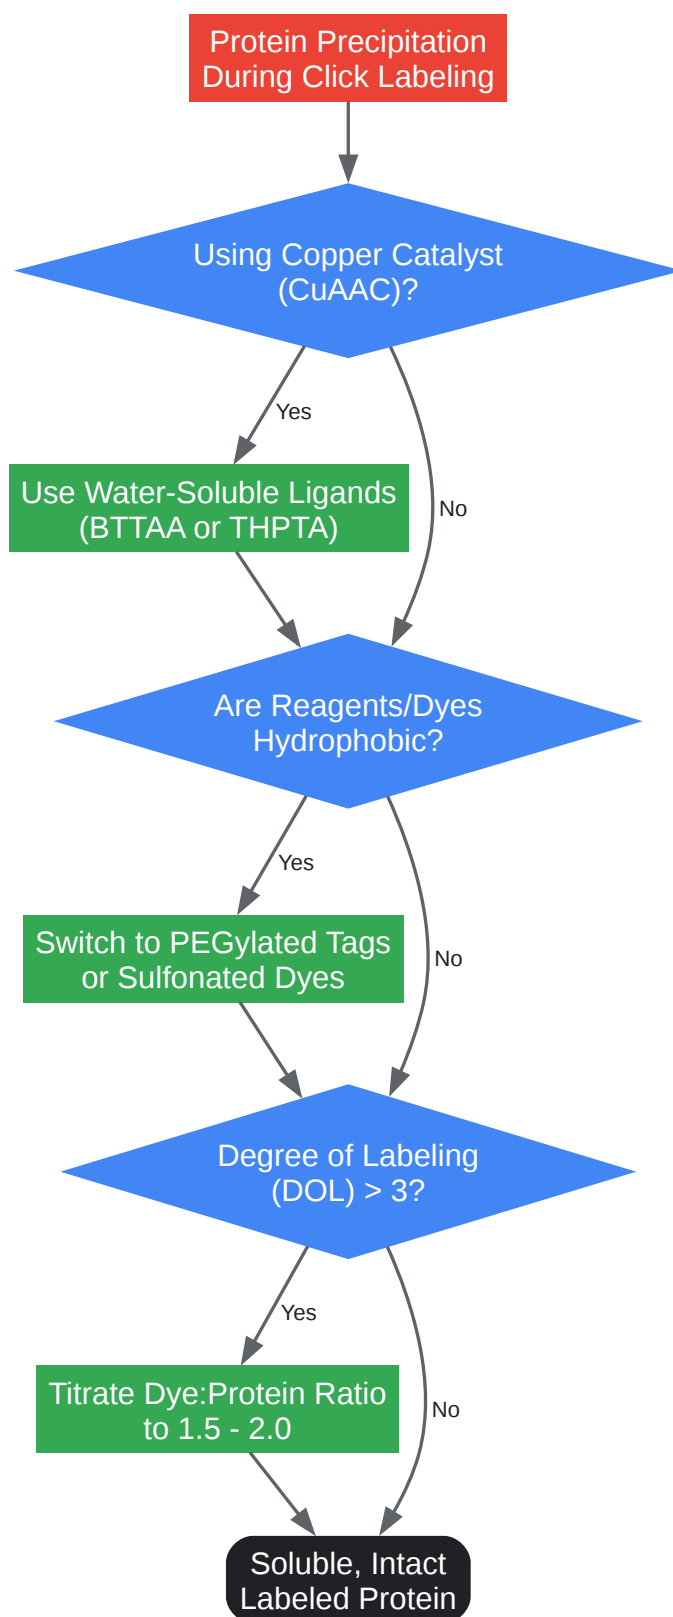 Protein Precipitation
During Click Labeling
Using Copper Catalyst
(CuAAC)?
Yes
Use Water-Soluble Ligands
(BTTAA or THPTA)
No
Are Reagents/Dyes
Hydrophobic?
Yes
Switch to PEGylated Tags
or Sulfonated Dyes
No
Degree of Labeling
(DOL) > 3?
Yes
Titrate Dye:Protein Ratio
to 1.5 - 2.0
No
Soluble, Intact
Labeled Protein